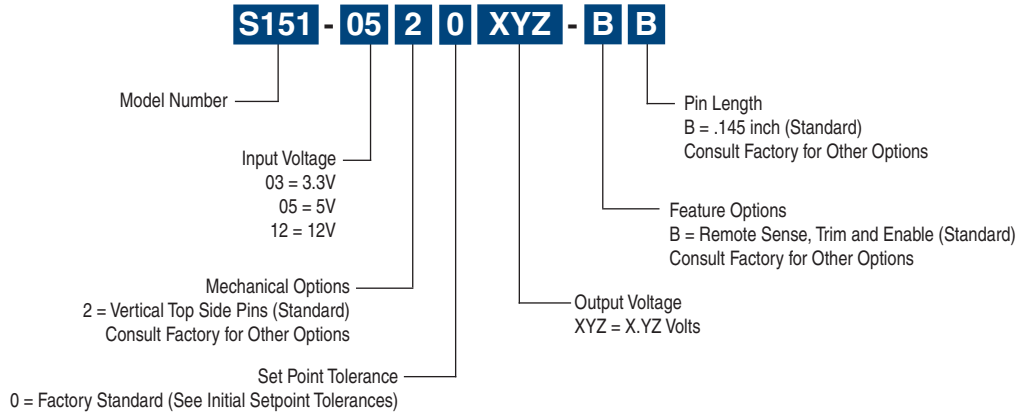 S151 - 05 2 0 XYZ - B B
Model Number
Pin Length
B = .145 inch (Standard)
Consult Factory for Other Options
Input Voltage
03 = 3.3V
05 = 5V
12 = 12V
Feature Options
B = Remote Sense, Trim and Enable (Standard)
Consult Factory for Other Options
Mechanical Options
2 = Vertical Top Side Pins (Standard)
Consult Factory for Other Options
Output Voltage
XYZ = X.YZ Volts
Set Point Tolerance
0 = Factory Standard (See Initial Setpoint Tolerances)